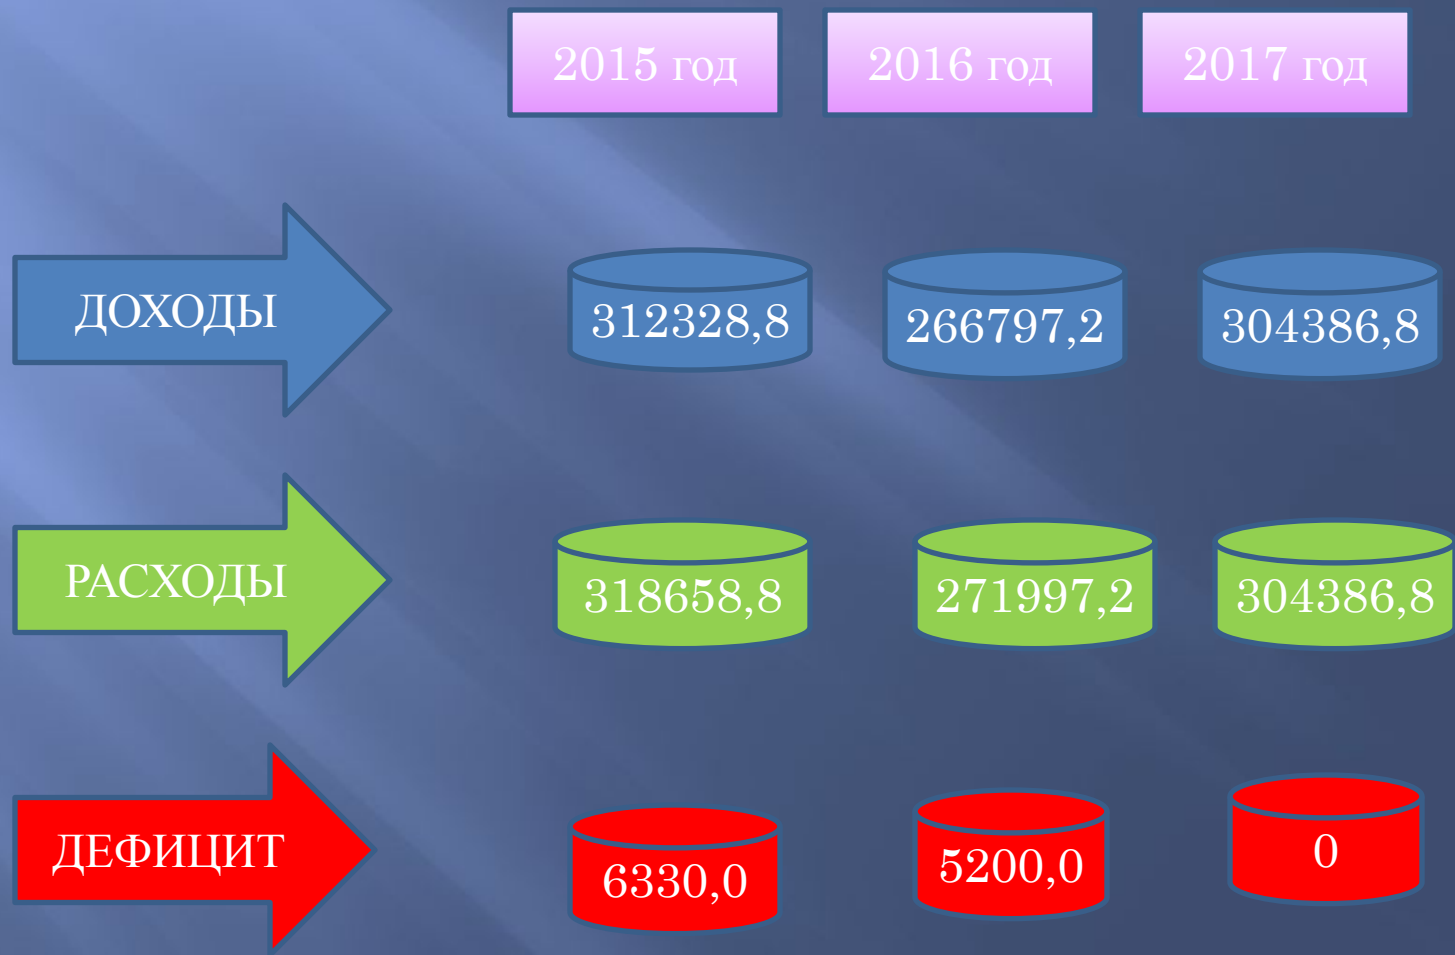 2015 год 2016 год 2017 год
ДОХОДЫ 312328,8 266797,2 304386,8
РАСХОДЫ 318658,8 271997,2 304386,8
ДЕФИЦИТ 6330,0 5200,0 0